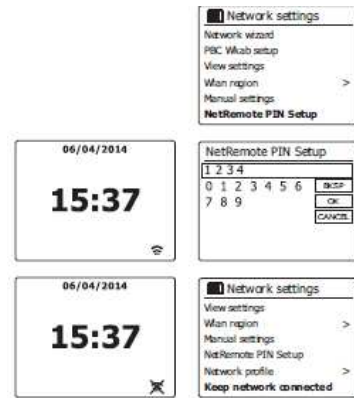 Network settings
Network wizard
PBC Wlkab setup
View settings
Wlan region >
Manual settings
NetRemote PIN Setup
06/04/2014
15:37
NetRemote PIN Setup
1 2 3 4
0 1 2 3 4 5 6 BKSP
7 8 9 OK
CANCEL
06/04/2014
15:37
Network settings
View settings
Wlan region >
Manual settings
NetRemote PIN Setup
Network profile >
Keep network connected